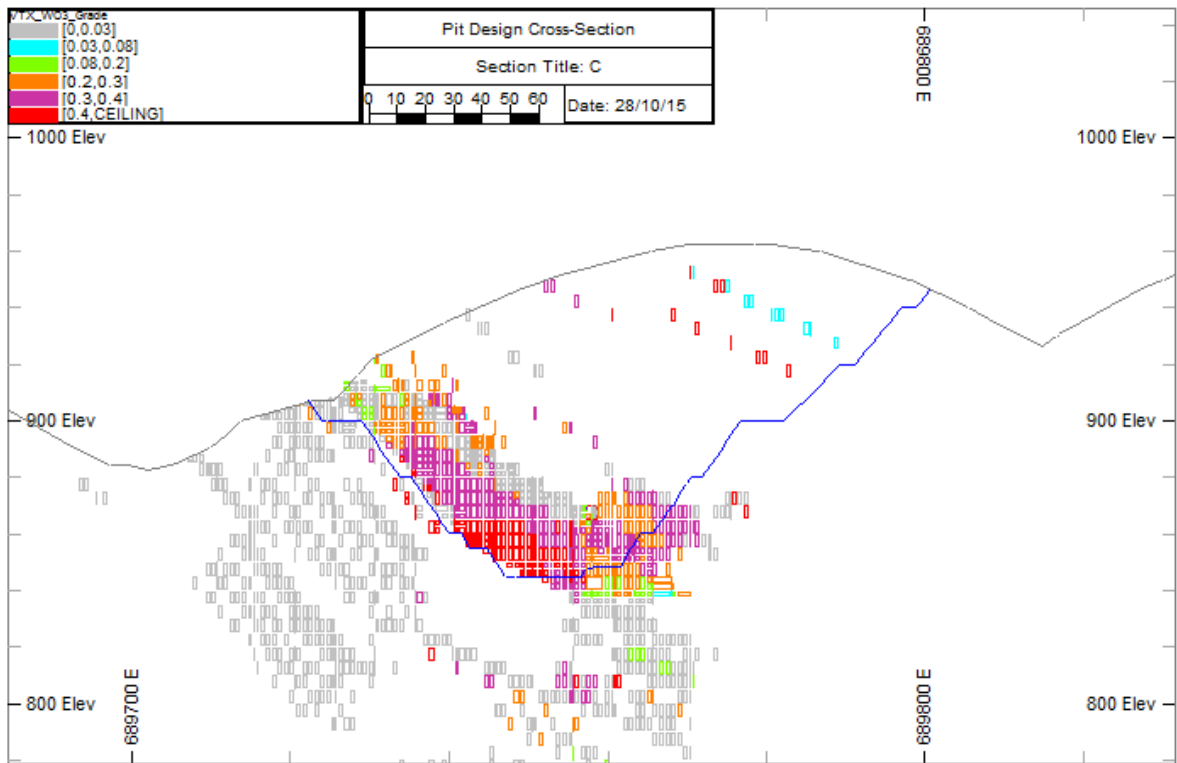 VTX_WO3_Grade
[0,0.03]
[0.03,0.08]
[0.08,0.2]
[0.2,0.3]
[0.3,0.4]
[0.4,CEILING]
Pit Design Cross-Section
Section Title: C
0 10 20 30 40 50 60
Date: 28/10/15
689800 E
1000 Elev
1000 Elev
900 Elev
900 Elev
800 Elev
800 Elev
689700 E
689800 E